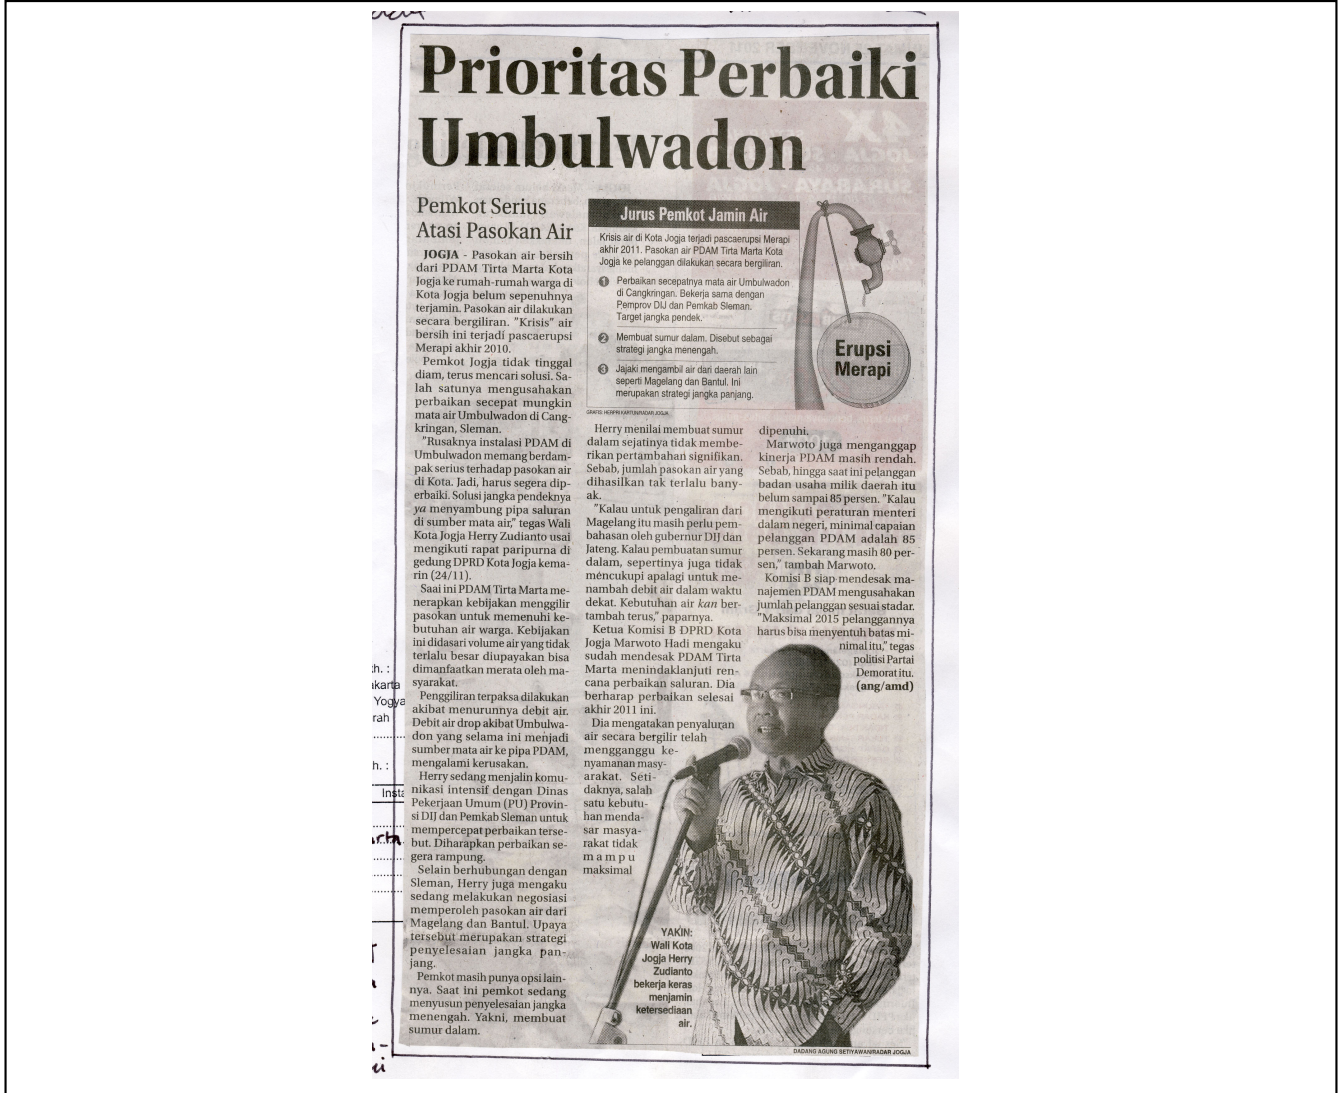 Prioritas Perbaiki
Umbulwadon
Pemkot Serius
Atasi Pasokan Air
JOGJA - Pasokan air bersih
dari PDAM Tirta Marta Kota
Jogja ke rumah-rumah warga di
Kota Jogja belum sepenuhnya
terjamin. Pasokan air dilakukan
secara bergiliran. "Krisis" air
bersih ini terjadi pascaerupsi
Merapi akhir 2010.
Pemkot Jogja tidak tinggal
diam, terus mencari solusi. Sa-
lah satunya mengusahakan
perbaikan secepat mungkin
mata air Umbulwadon di Cang-
kringan, Sleman.
"Rusaknya instalasi PDAM di
Umbulwadon memang berdam-
pak serius terhadap pasokan air
di Kota. Jadi, harus segera dip-
erbaiki. Solusi jangka pendeknya
ya menyambung pipa saluran
di sumber mata air," tegas Wali
Kota Jogja Herry Zudianto usai
mengikuti rapat paripurna di
gedung DPRD Kota Jogja kema-
rin (24/11).
Saai ini PDAM Tirta Marta me-
nerapkan kebijakan menggilir
pasokan untuk memenuhi ke-
butuhan air warga. Kebijakan
ini didasari volume air yang tidak
terlalu besar diupayakan bisa
dimanfaatkan merata oleh ma-
syarakat.
Penggiliran terpaksa dilakukan
akibat menurunnya debit air.
Debit air drop akibat Umbulwa-
don yang selama ini menjadi
sumber mata air ke pipa PDAM,
mengalami kerusakan.
Herry sedang menjalin komu-
nikasi intensif dengan Dinas
Pekerjaan Umum (PU) Provin-
si DIJ dan Pemkab Sleman untuk
mempercepat perbaikan terse-
but. Diharapkan perbaikan se-
gera rampung.
Selain berhubungan dengan
Sleman, Herry juga mengaku
sedang melakukan negosiasi
memperoleh pasokan air dari
Magelang dan Bantul. Upaya
tersebut merupakan strategi
penyelesaian jangka pan-
jang.
Pemkot masih punya opsi lain-
nya. Saat ini pemkot sedang
menyusun penyelesaian jangka
menengah. Yakni, membuat
sumur dalam.
Jurus Pemkot Jamin Air
Krisis air di Kota Jogja terjadi pascaerupsi Merapi
akhir 2011. Pasokan air PDAM Tirta Marta Kota
Jogja ke pelanggan dilakukan secara bergiliran.
1 Perbaikan secepatnya mata air Umbulwadon
di Cangkringan. Bekerja sama dengan
Pemprov DIJ dan Pemkab Sleman.
Target jangka pendek.
2 Membuat sumur dalam. Disebut sebagai
strategi jangka menengah.
3 Jajaki mengambil air dari daerah lain
seperti Magelang dan Bantul. Ini
merupakan strategi jangka panjang.
Erupsi
Merapi
GRAFIS: HERPRI KARTUN/RADAR JOGJA
Herry menilai membuat sumur
dalam sejatinya tidak membe-
rikan pertambahan signifikan.
Sebab, jumlah pasokan air yang
dihasilkan tak terlalu bany-
ak.
"Kalau untuk pengaliran dari
Magelang itu masih perlu pem-
bahasan oleh gubernur DIJ dan
Jateng. Kalau pembuatan sumur
dalam, sepertinya juga tidak
mencukupi apalagi untuk me-
nambah debit air dalam waktu
dekat. Kebutuhan air kan ber-
tambah terus," paparnya.
Ketua Komisi B DPRD Kota
Jogja Marwoto Hadi mengaku
sudah mendesak PDAM Tirta
Marta menindaklanjuti ren-
cana perbaikan saluran. Dia
berharap perbaikan selesai
akhir 2011 ini.
Dia mengatakan penyaluran
air secara bergilir telah
mengganggu ke-
nyamanan masy-
arakat. Seti-
daknya, salah
satu kebutu-
han menda-
sar masya-
rakat tidak
mampu
maksimal
dipenuhi.
Marwoto juga menganggap
kinerja PDAM masih rendah.
Sebab, hingga saat ini pelanggan
badan usaha milik daerah itu
belum sampai 85 persen. "Kalau
mengikuti peraturan menteri
dalam negeri, minimal capaian
pelanggan PDAM adalah 85
persen. Sekarang masih 80 per-
sen," tambah Marwoto.
Komisi B siap mendesak ma-
najemen PDAM mengusahakan
jumlah pelanggan sesuai stadar.
"Maksimal 2015 pelanggannya
harus bisa menyentuh batas mi-
nimal itu," tegas
politisi Partai
Demorat itu.
(ang/amd)
YAKIN:
Wali Kota
Jogja Herry
Zudianto
bekerja keras
menjamin
ketersediaan
air.
DADANG AGUNG SETIYAWAN/RADAR JOGJA